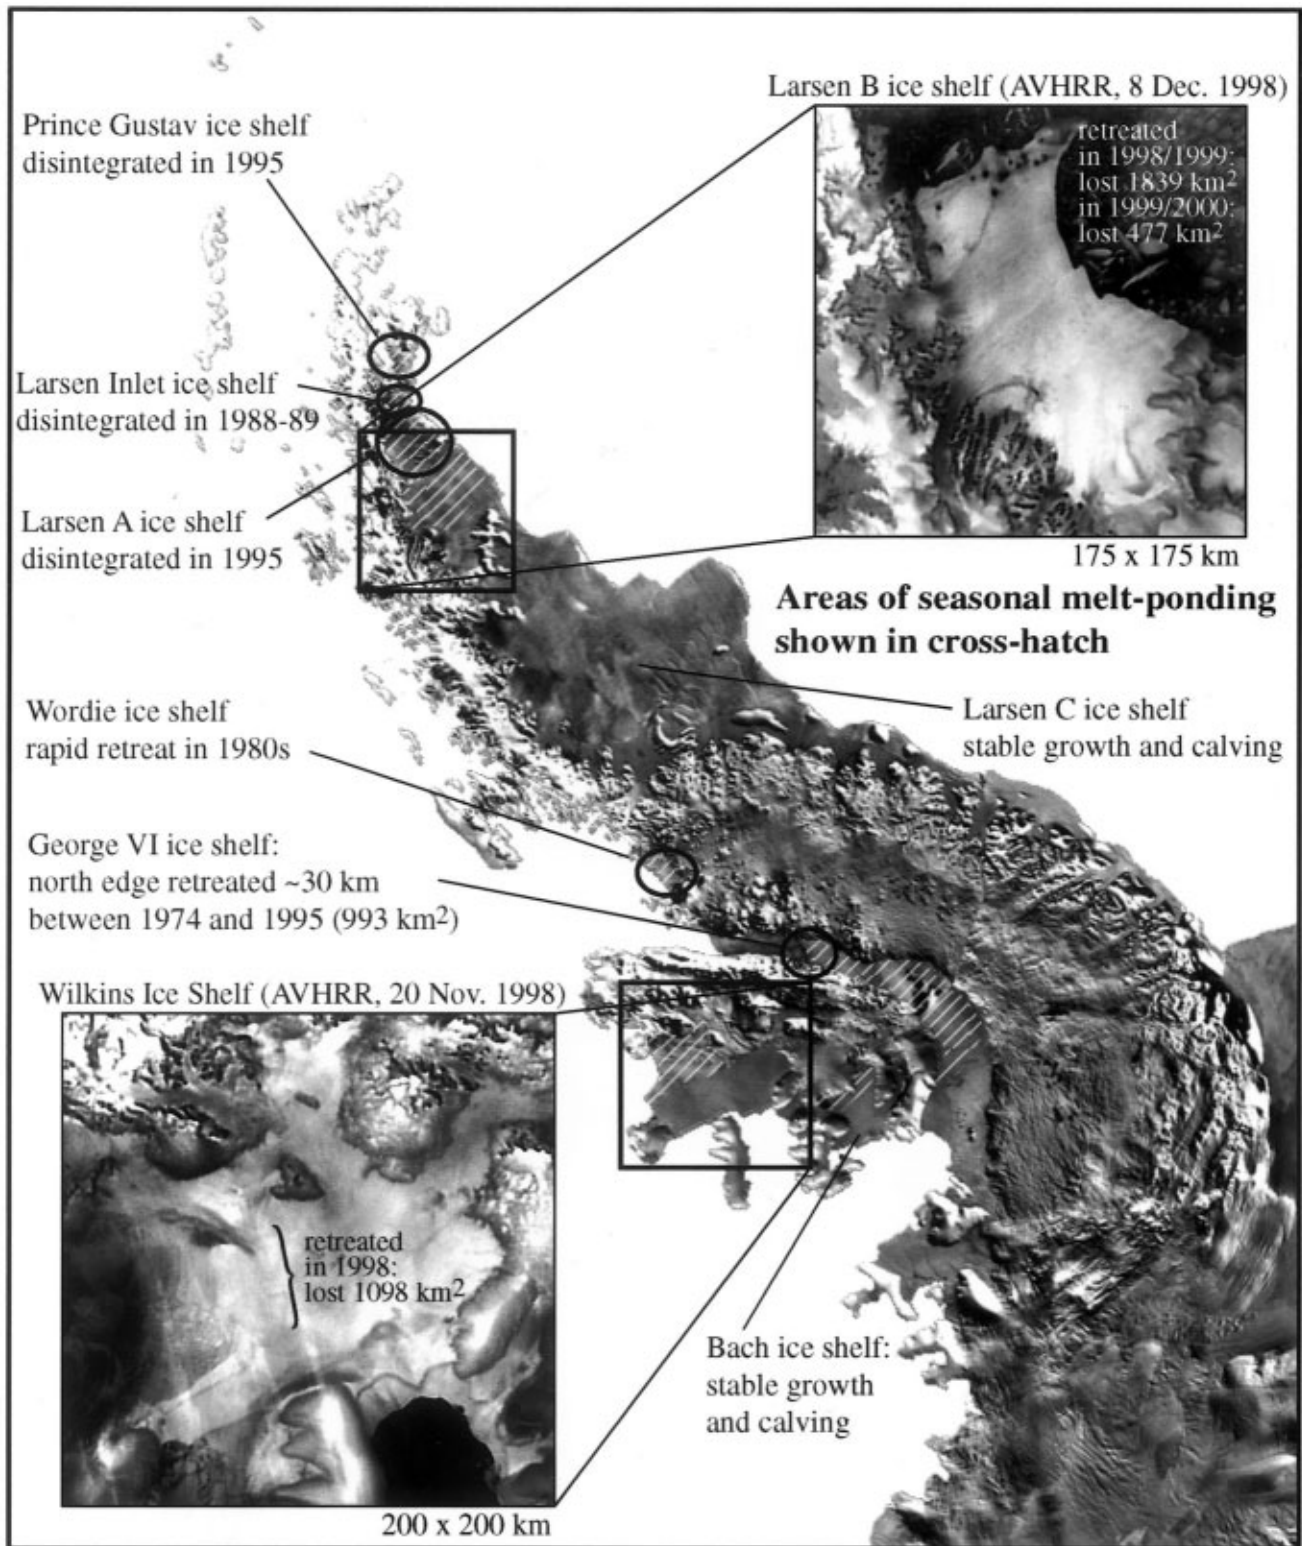 Larsen B ice shelf (AVHRR, 8 Dec. 1998)
Prince Gustav ice shelf
disintegrated in 1995
retreated
in 1998/1999:
lost 1839 km²
in 1999/2000:
lost 477 km²
Larsen Inlet ice shelf
disintegrated in 1988-89
Larsen A ice shelf
disintegrated in 1995
175 x 175 km
Areas of seasonal melt-ponding
shown in cross-hatch
Wordie ice shelf
rapid retreat in 1980s
Larsen C ice shelf
stable growth and calving
George VI ice shelf:
north edge retreated ~30 km
between 1974 and 1995 (993 km²)
Wilkins Ice Shelf (AVHRR, 20 Nov. 1998)
retreated
in 1998:
lost 1098 km²
Bach ice shelf:
stable growth
and calving
200 x 200 km